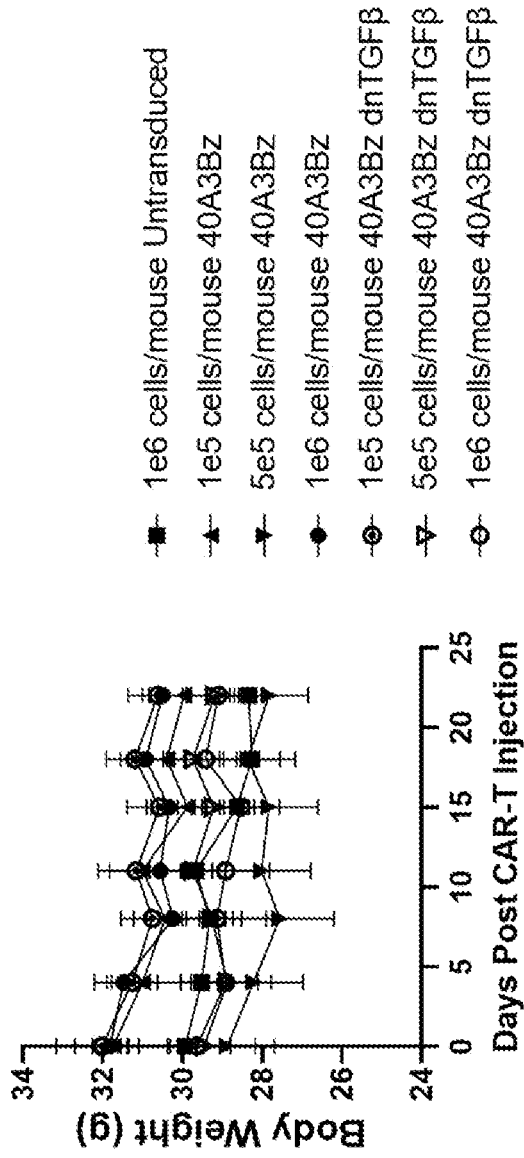 Body Weight (g)
34
32
30
28
26
24
0
5
10
15
20
25
Days Post CAR-T Injection
1e6 cells/mouse Untransduced
1e5 cells/mouse 40A3Bz
5e5 cells/mouse 40A3Bz
1e6 cells/mouse 40A3Bz
1e5 cells/mouse 40A3Bz dnTGFβ
5e5 cells/mouse 40A3Bz dnTGFβ
1e6 cells/mouse 40A3Bz dnTGFβ